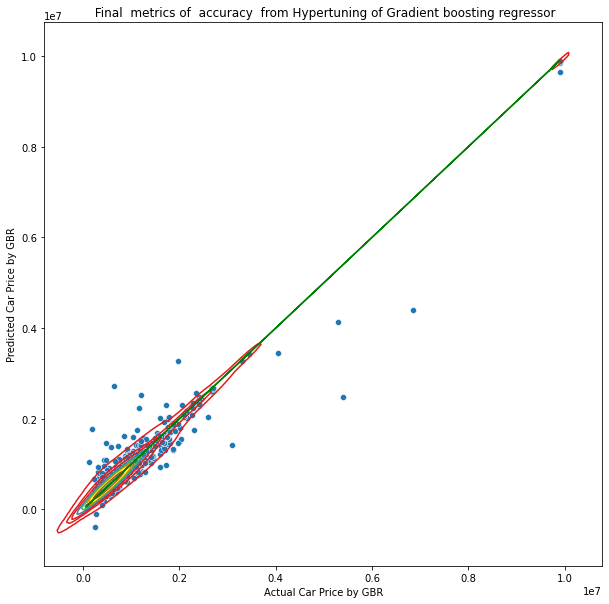 Final  metrics of  accuracy  from Hypertuning of Gradient boosting regressor
1e7
1.0
0.8
0.6
0.4
0.2
0.0
Predicted Car Price by GBR
0.0 0.2 0.4 0.6 0.8 1.0
1e7
Actual Car Price by GBR